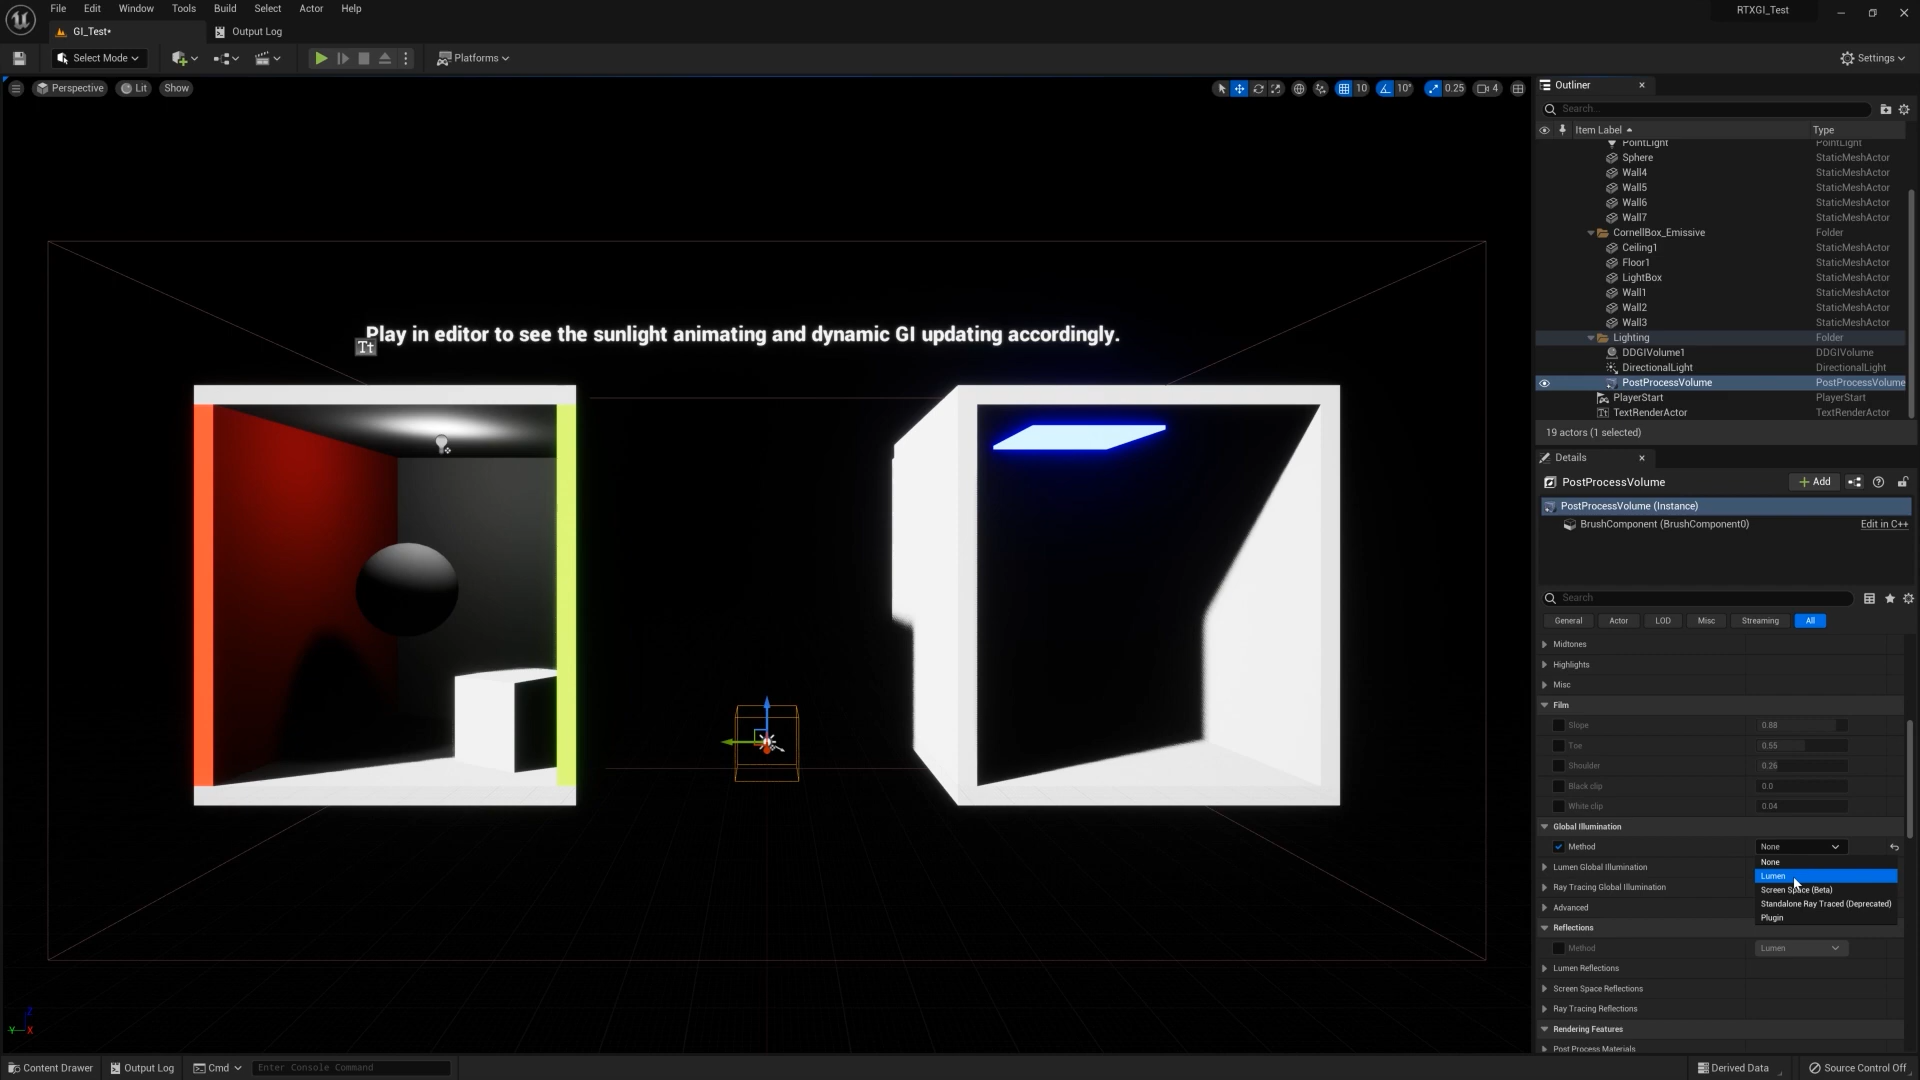 File Edit Window Tools Build Select Actor Help
RTXGI_Test
GI_Test•
Output Log
Select Mode
Platforms
Settings
Perspective
Lit
Show
10
10°
0.25
4
Outliner
Search...
Item Label
Type
PointLight PointLight
Sphere StaticMeshActor
Wall4 StaticMeshActor
Wall5 StaticMeshActor
Wall6 StaticMeshActor
Wall7 StaticMeshActor
CornellBox_Emissive Folder
Ceiling1 StaticMeshActor
Floor1 StaticMeshActor
LightBox StaticMeshActor
Wall1 StaticMeshActor
Wall2 StaticMeshActor
Wall3 StaticMeshActor
Lighting Folder
DDGIVolume1 DDGIVolume
DirectionalLight DirectionalLight
PostProcessVolume PostProcessVolume
PlayerStart PlayerStart
TextRenderActor TextRenderActor
19 actors (1 selected)
Play in editor to see the sunlight animating and dynamic GI updating accordingly.
Tt
Details
PostProcessVolume
Add
PostProcessVolume (Instance)
BrushComponent (BrushComponent0)
Edit in C++
Search
General Actor LOD Misc Streaming All
Midtones
Highlights
Misc
Film
Slope 0.88
Toe 0.55
Shoulder 0.26
Black clip 0.0
White clip 0.04
Global Illumination
Method None
None
Lumen Global Illumination
Lumen
Ray Tracing Global Illumination
Screen Space (Beta)
Standalone Ray Traced (Deprecated)
Advanced
Plugin
Reflections
Method Lumen
Lumen Reflections
Screen Space Reflections
Ray Tracing Reflections
Rendering Features
Post Process Materials
Z
Y X
Content Drawer
Output Log
Cmd
Enter Console Command
Derived Data
Source Control Off